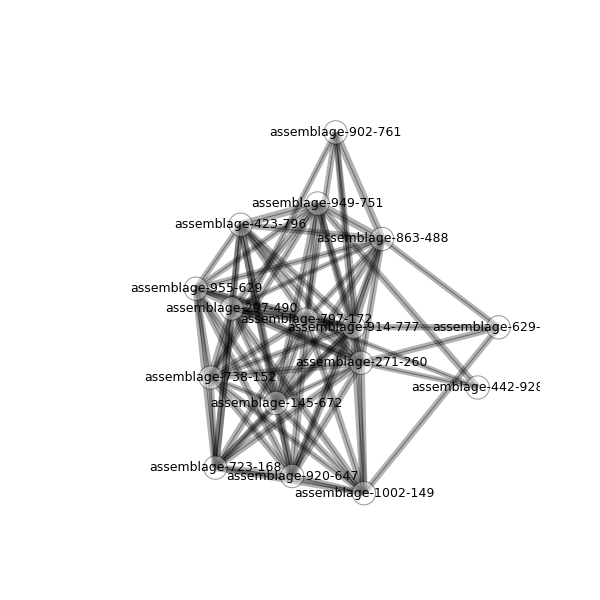 assemblage-902-761
assemblage-949-751
assemblage-423-796
assemblage-863-488
assemblage-955-629
assemblage-297-490
assemblage-797-172
assemblage-914-777
assemblage-629-
assemblage-271-260
assemblage-738-152
assemblage-442-928
assemblage-145-672
assemblage-723-168
assemblage-920-647
assemblage-1002-149